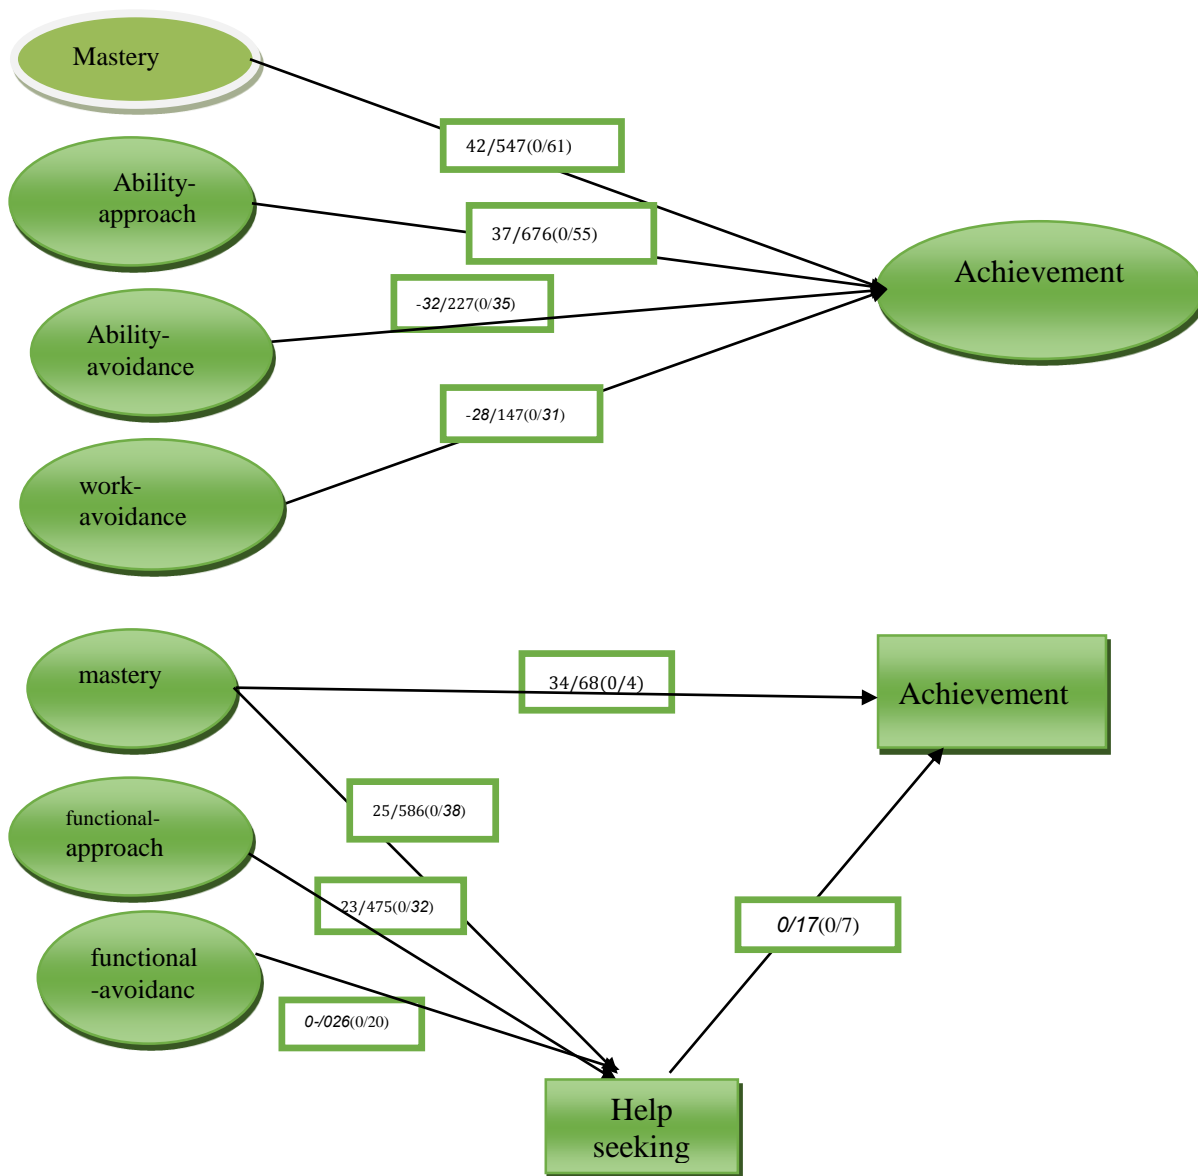 Mastery
42/547(0/61)
Ability-
approach
37/676(0/55)
Achievement
-32/227(0/35)
Ability-
avoidance
-28/147(0/31)
work-
avoidance
mastery
34/68(0/4)
Achievement
25/586(0/38)
functional-
approach
23/475(0/32)
0/17(0/7)
functional
-avoidanc
0-/026(0/20)
Help
seeking